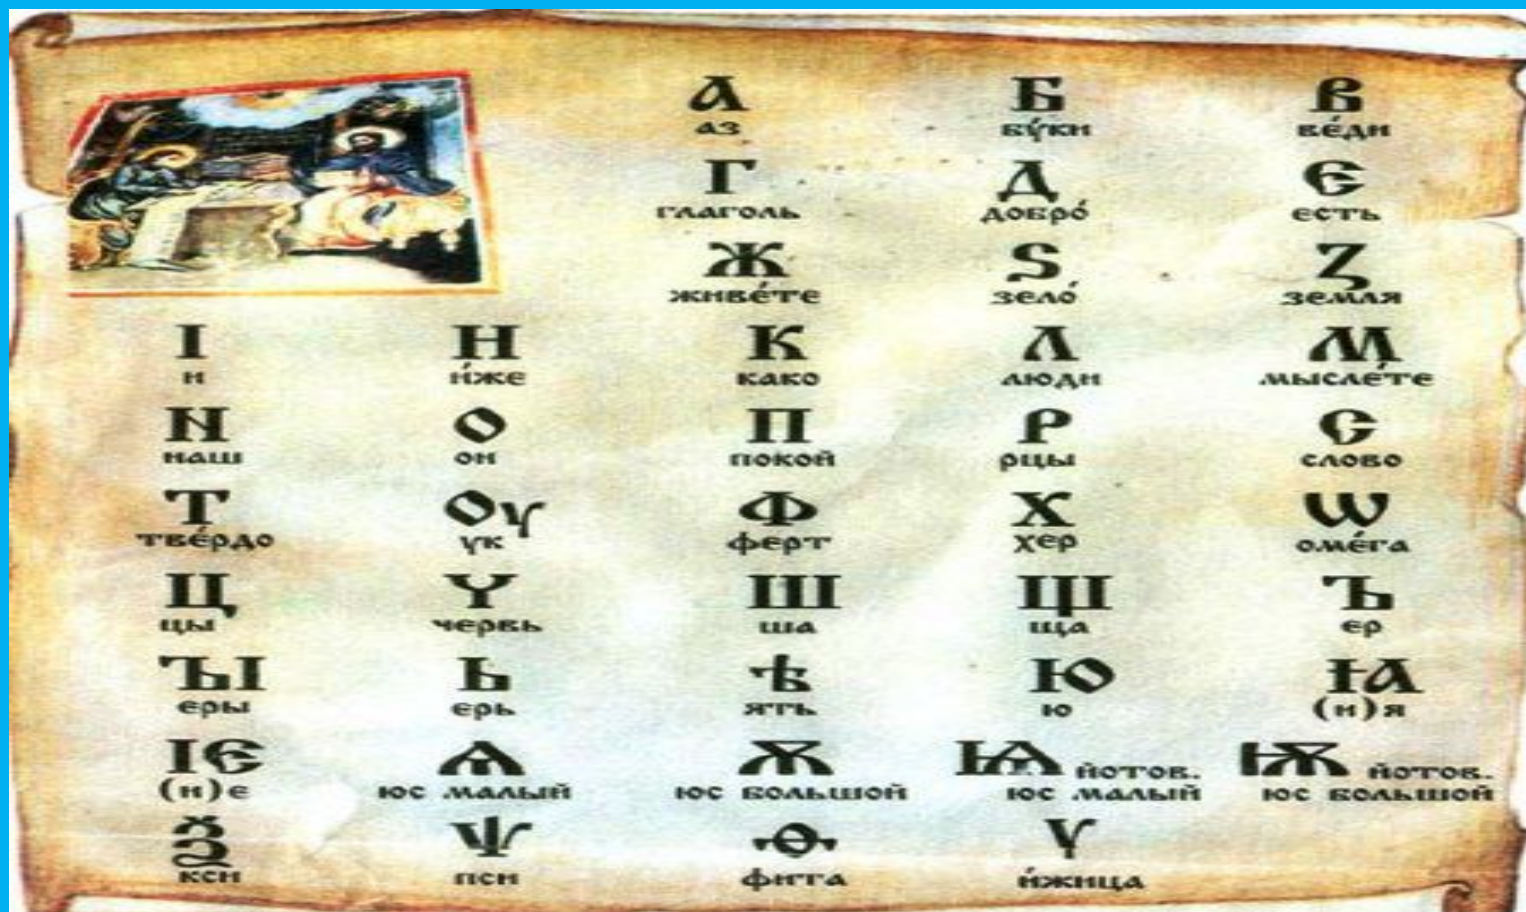 А Б В
аз бу́ки ве́ди
Г Д Є
глаголь добро́ есть
Ж Ѕ З
живе́те зело́ земля
І Н К Л М
и и́же како люди мысле́те
N О П Р С
наш он покой рцы слово
Т Оу Ф Х Ѡ
тве́рдо ук ферт хер оме́га
Ц Ч Ш Щ Ъ
цы червь ша ща ер
ЪІ Ь Ѣ Ю Ꙗ
еры ерь ять ю (и)я
ІЄ Ѧ Ѫ Ѩ йотов. Ѭ йотов.
(и)е юс малый юс большой юс малый юс большой
Ѯ Ѱ Ѳ Ѵ
кси пси фита и́жица